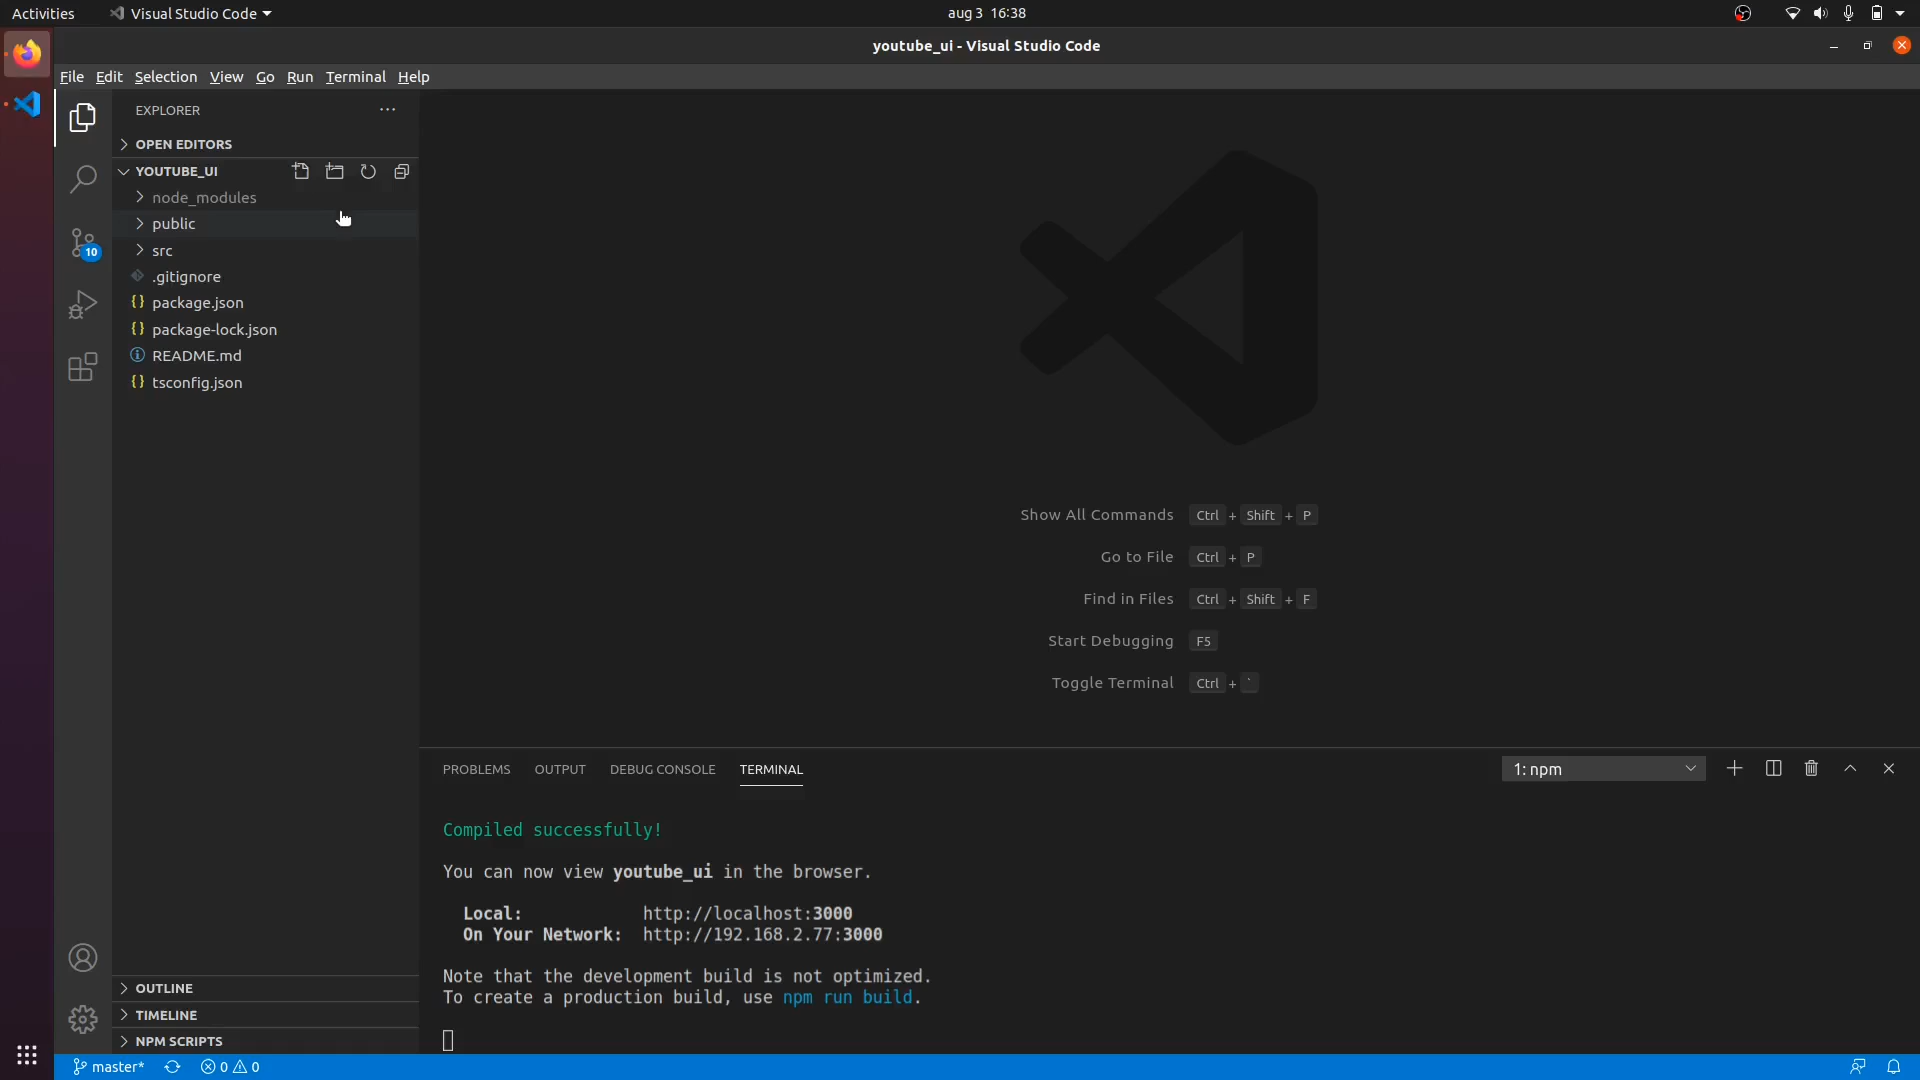 Activities
Visual Studio Code
aug 3 16:38
youtube_ui - Visual Studio Code
File Edit Selection View Go Run Terminal Help
EXPLORER
OPEN EDITORS
YOUTUBE_UI
node_modules
public
src
.gitignore
package.json
package-lock.json
README.md
tsconfig.json
10
Show All Commands Ctrl + Shift + P
Go to File Ctrl + P
Find in Files Ctrl + Shift + F
Start Debugging F5
Toggle Terminal Ctrl + `
PROBLEMS OUTPUT DEBUG CONSOLE TERMINAL
1: npm
Compiled successfully!
You can now view youtube_ui in the browser.
Local: http://localhost:3000
On Your Network: http://192.168.2.77:3000
Note that the development build is not optimized.
To create a production build, use npm run build.
OUTLINE
TIMELINE
NPM SCRIPTS
master* 0 0